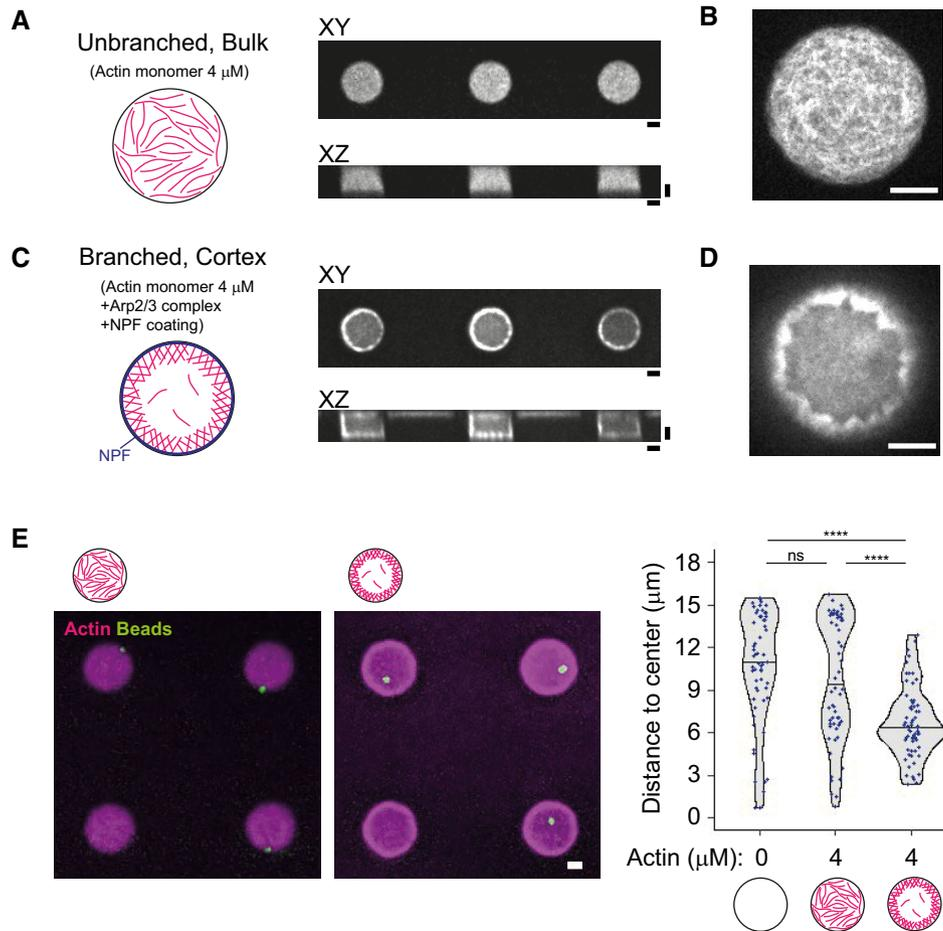 A
Unbranched, Bulk
(Actin monomer 4 μM)
XY
XZ
B
C
Branched, Cortex
(Actin monomer 4 μM
+Arp2/3 complex
+NPF coating)
NPF
XY
XZ
D
E
Actin Beads
Distance to center (μm)
18
15
12
9
6
3
0
****
ns
****
Actin (μM): 0 4 4